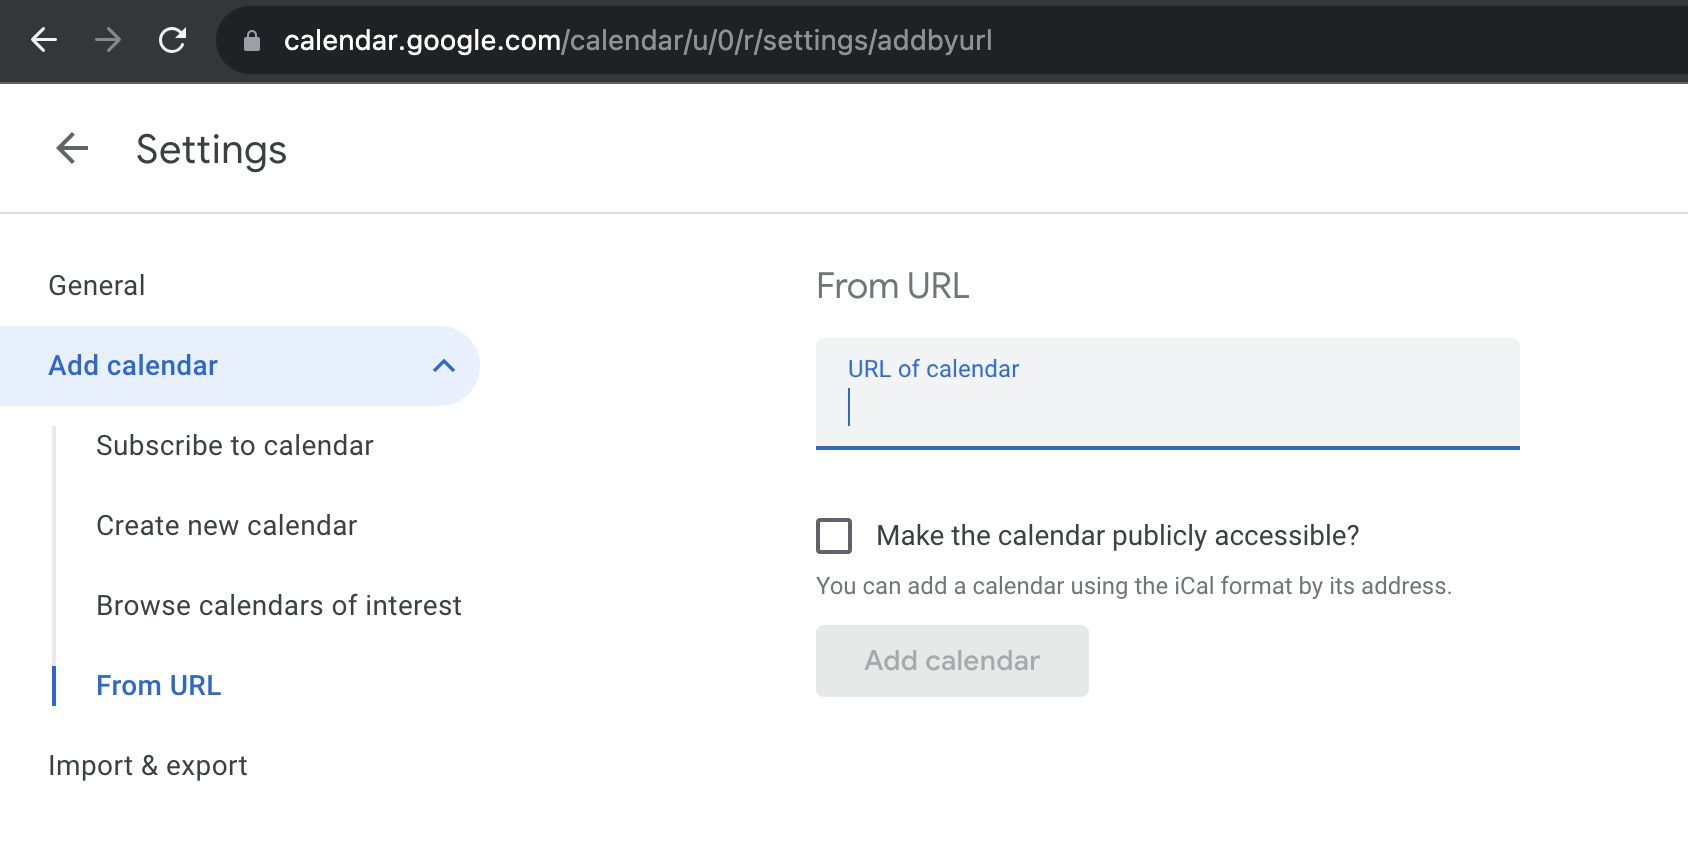 calendar.google.com/calendar/u/0/r/settings/addbyurl
Settings
General
Add calendar
Subscribe to calendar
Create new calendar
Browse calendars of interest
From URL
Import & export
From URL
URL of calendar
Make the calendar publicly accessible?
You can add a calendar using the iCal format by its address.
Add calendar